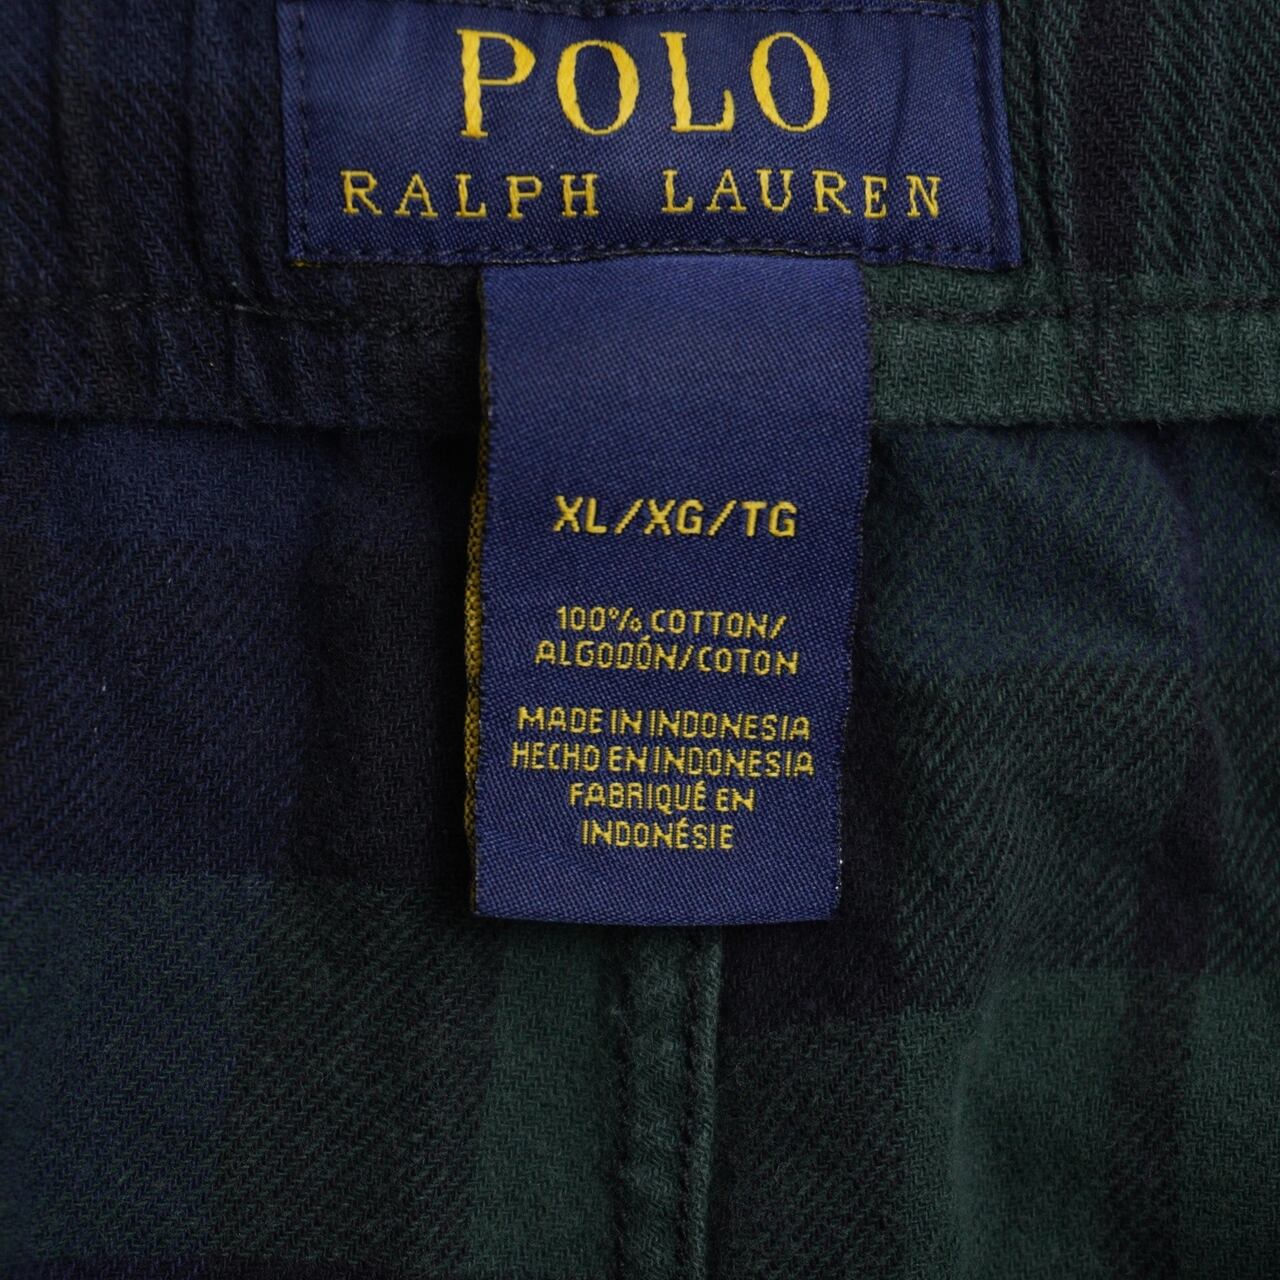 POLO
RALPH LAUREN
XL/XG/TG
100% COTTON/
ALGODÓN/COTON
MADE IN INDONESIA
HECHO EN INDONESIA
FABRIQUÉ EN
INDONÉSIE